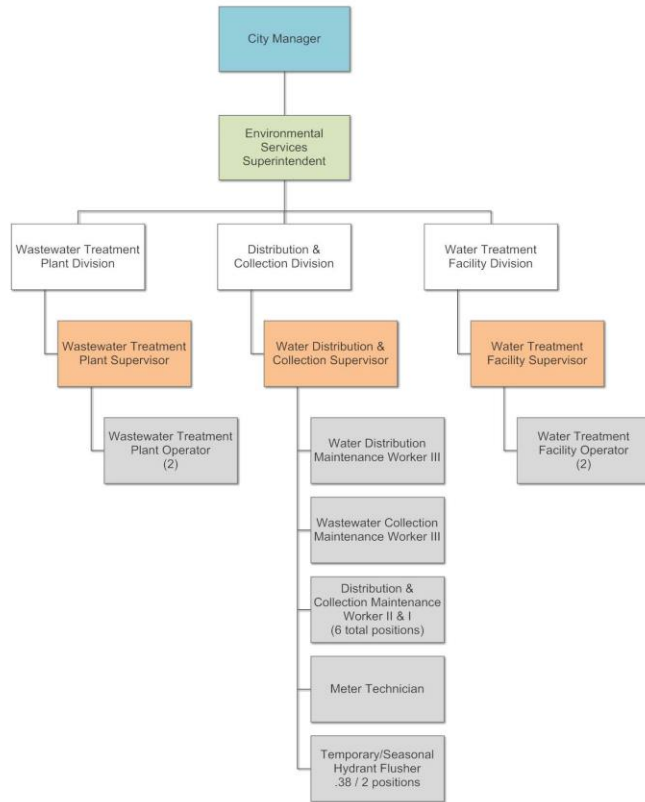 City Manager
Environmental
Services
Superintendent
Wastewater Treatment
Plant Division
Distribution &
Collection Division
Water Treatment
Facility Division
Wastewater Treatment
Plant Supervisor
Water Distribution &
Collection Supervisor
Water Treatment
Facility Supervisor
Wastewater Treatment
Plant Operator
(2)
Water Distribution
Maintenance Worker III
Water Treatment
Facility Operator
(2)
Wastewater Collection
Maintenance Worker III
Distribution &
Collection Maintenance
Worker II & I
(6 total positions)
Meter Technician
Temporary/Seasonal
Hydrant Flusher
.38 / 2 positions